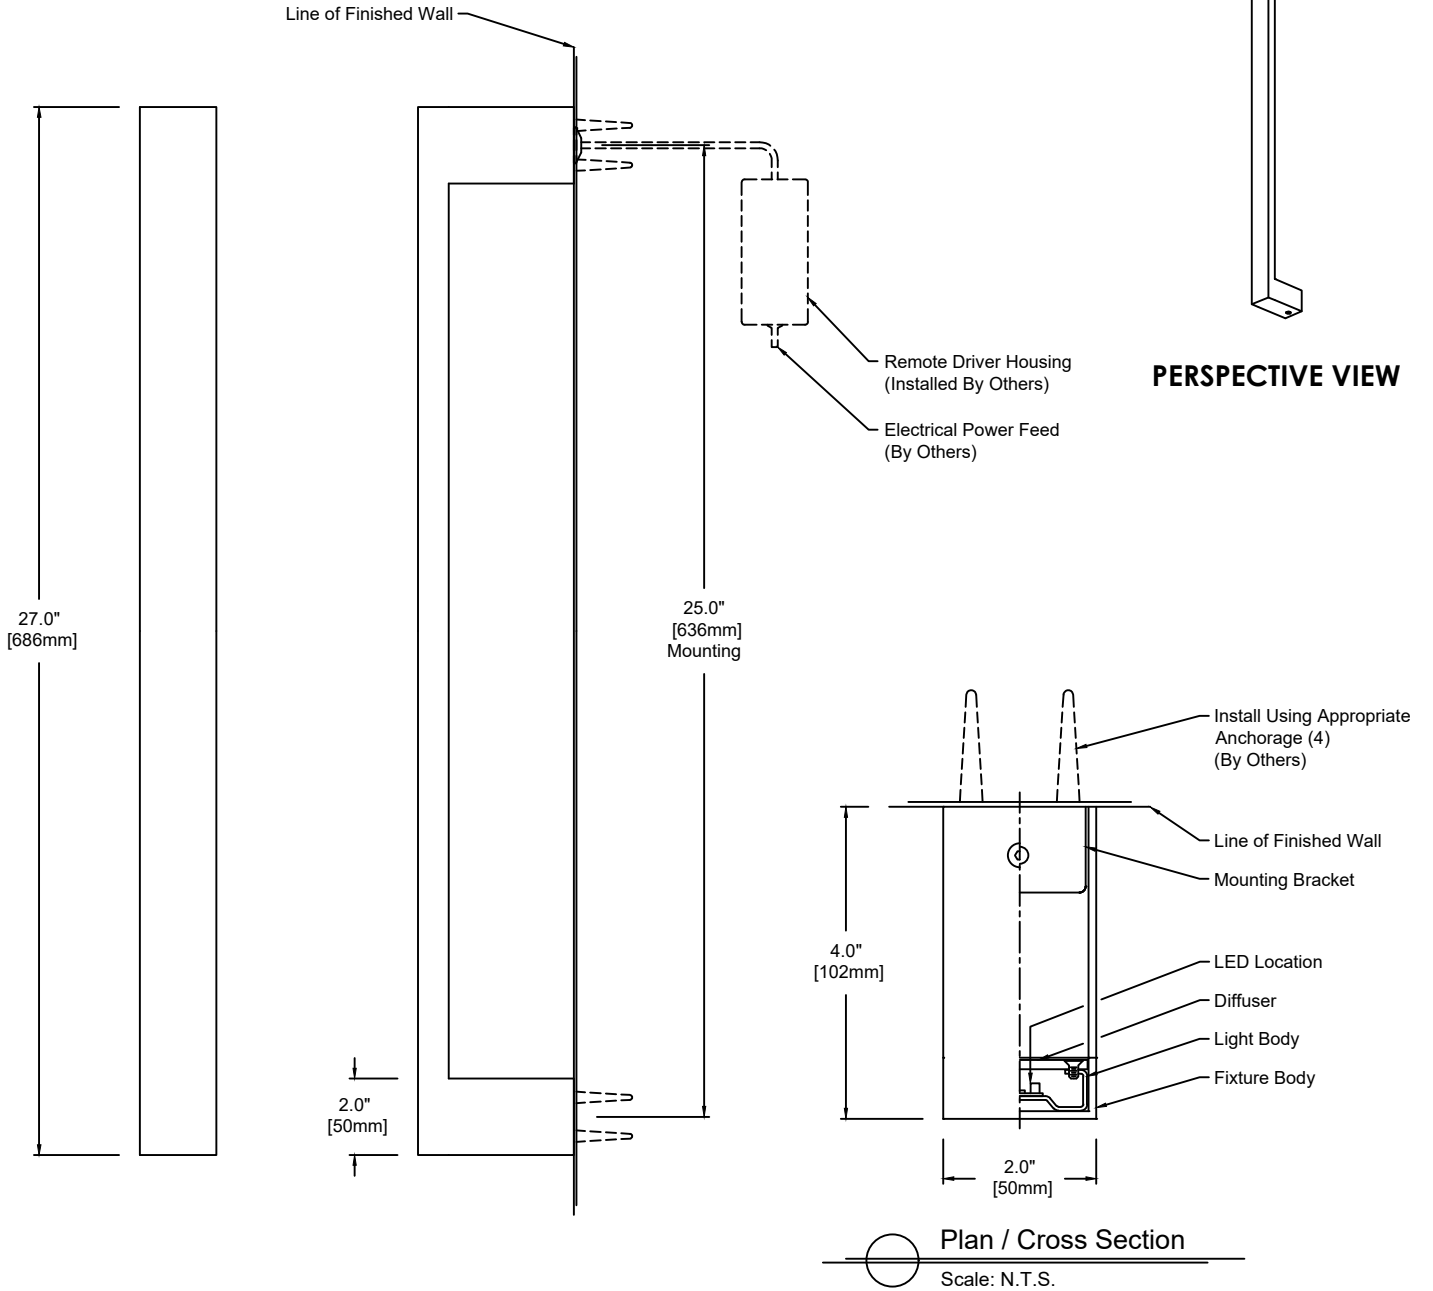 Line of Finished Wall
27.0"
[686mm]
25.0"
[636mm]
Mounting
2.0"
[50mm]
Remote Driver Housing
(Installed By Others)
Electrical Power Feed
(By Others)
PERSPECTIVE VIEW
Install Using Appropriate
Anchorage (4)
(By Others)
Line of Finished Wall
Mounting Bracket
4.0"
[102mm]
LED Location
Diffuser
Light Body
Fixture Body
2.0"
[50mm]
Plan / Cross Section
Scale: N.T.S.